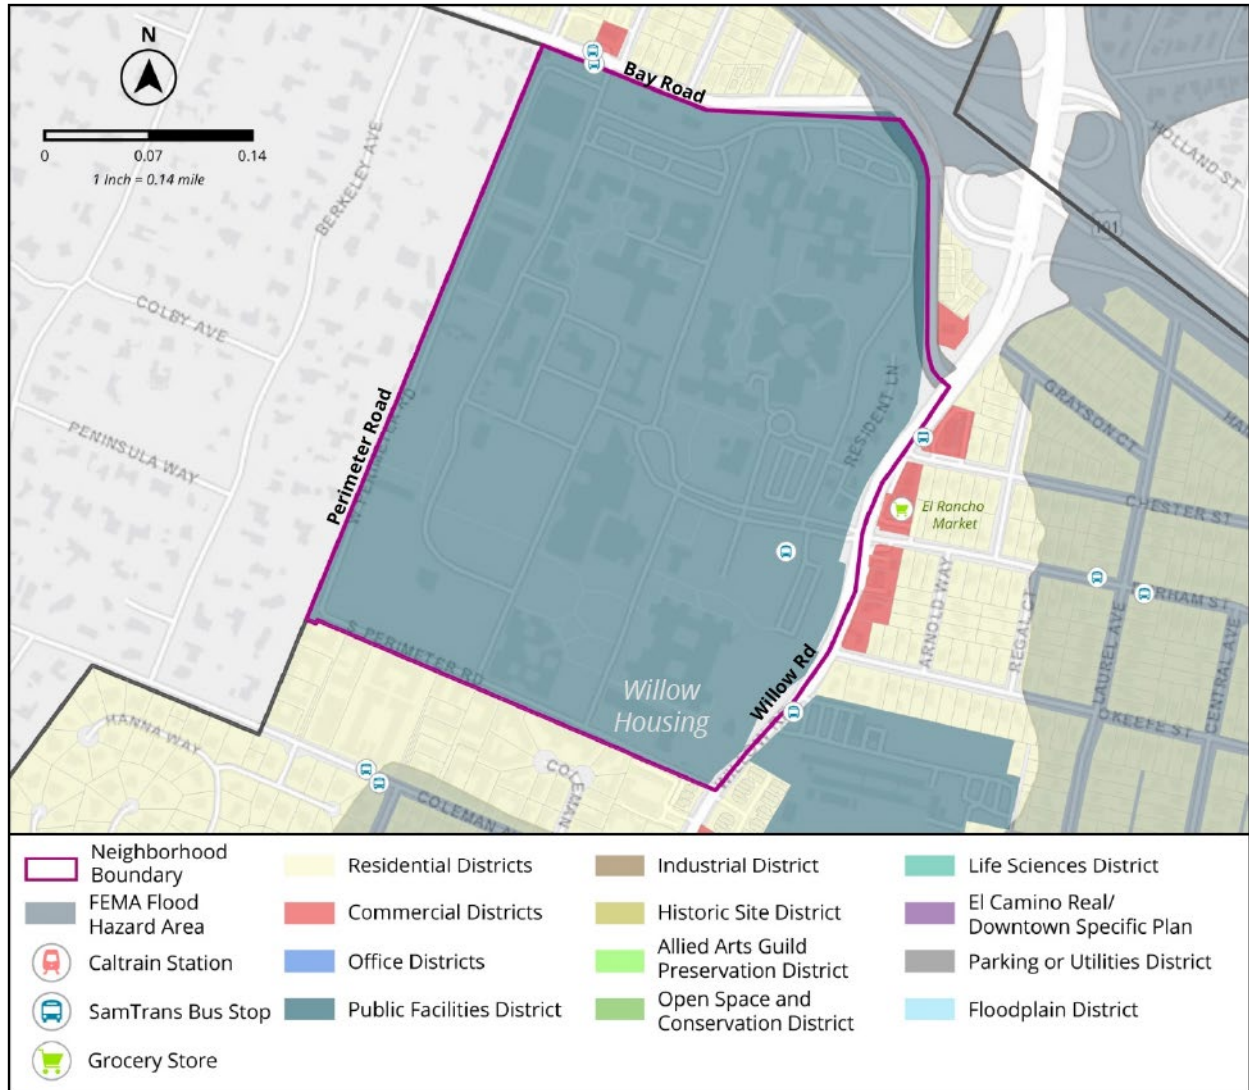 N
Bay Road
HOLLAND ST
BERKELEY AVE
0
0.07
0.14
1 Inch = 0.14 mile
101
COLBY AVE
RESIDENT LN
GRAYSON CT
PENINSULA WAY
Perimeter Road
W PERIMETER RD
CHESTER ST
El Rancho
Market
ARNOLD WAY
REGAL CT
LAUREL AVE
CENTRAL AVE
S PERIMETER RD
Willow
Housing
Willow Rd
OKEEFE ST
HANNA WAY
COLEMAN
COLEMAN
Neighborhood
Boundary
FEMA Flood
Hazard Area
Caltrain Station
SamTrans Bus Stop
Grocery Store
Residential Districts
Commercial Districts
Office Districts
Public Facilities District
Industrial District
Historic Site District
Allied Arts Guild
Preservation District
Open Space and
Conservation District
Life Sciences District
El Camino Real/
Downtown Specific Plan
Parking or Utilities District
Floodplain District